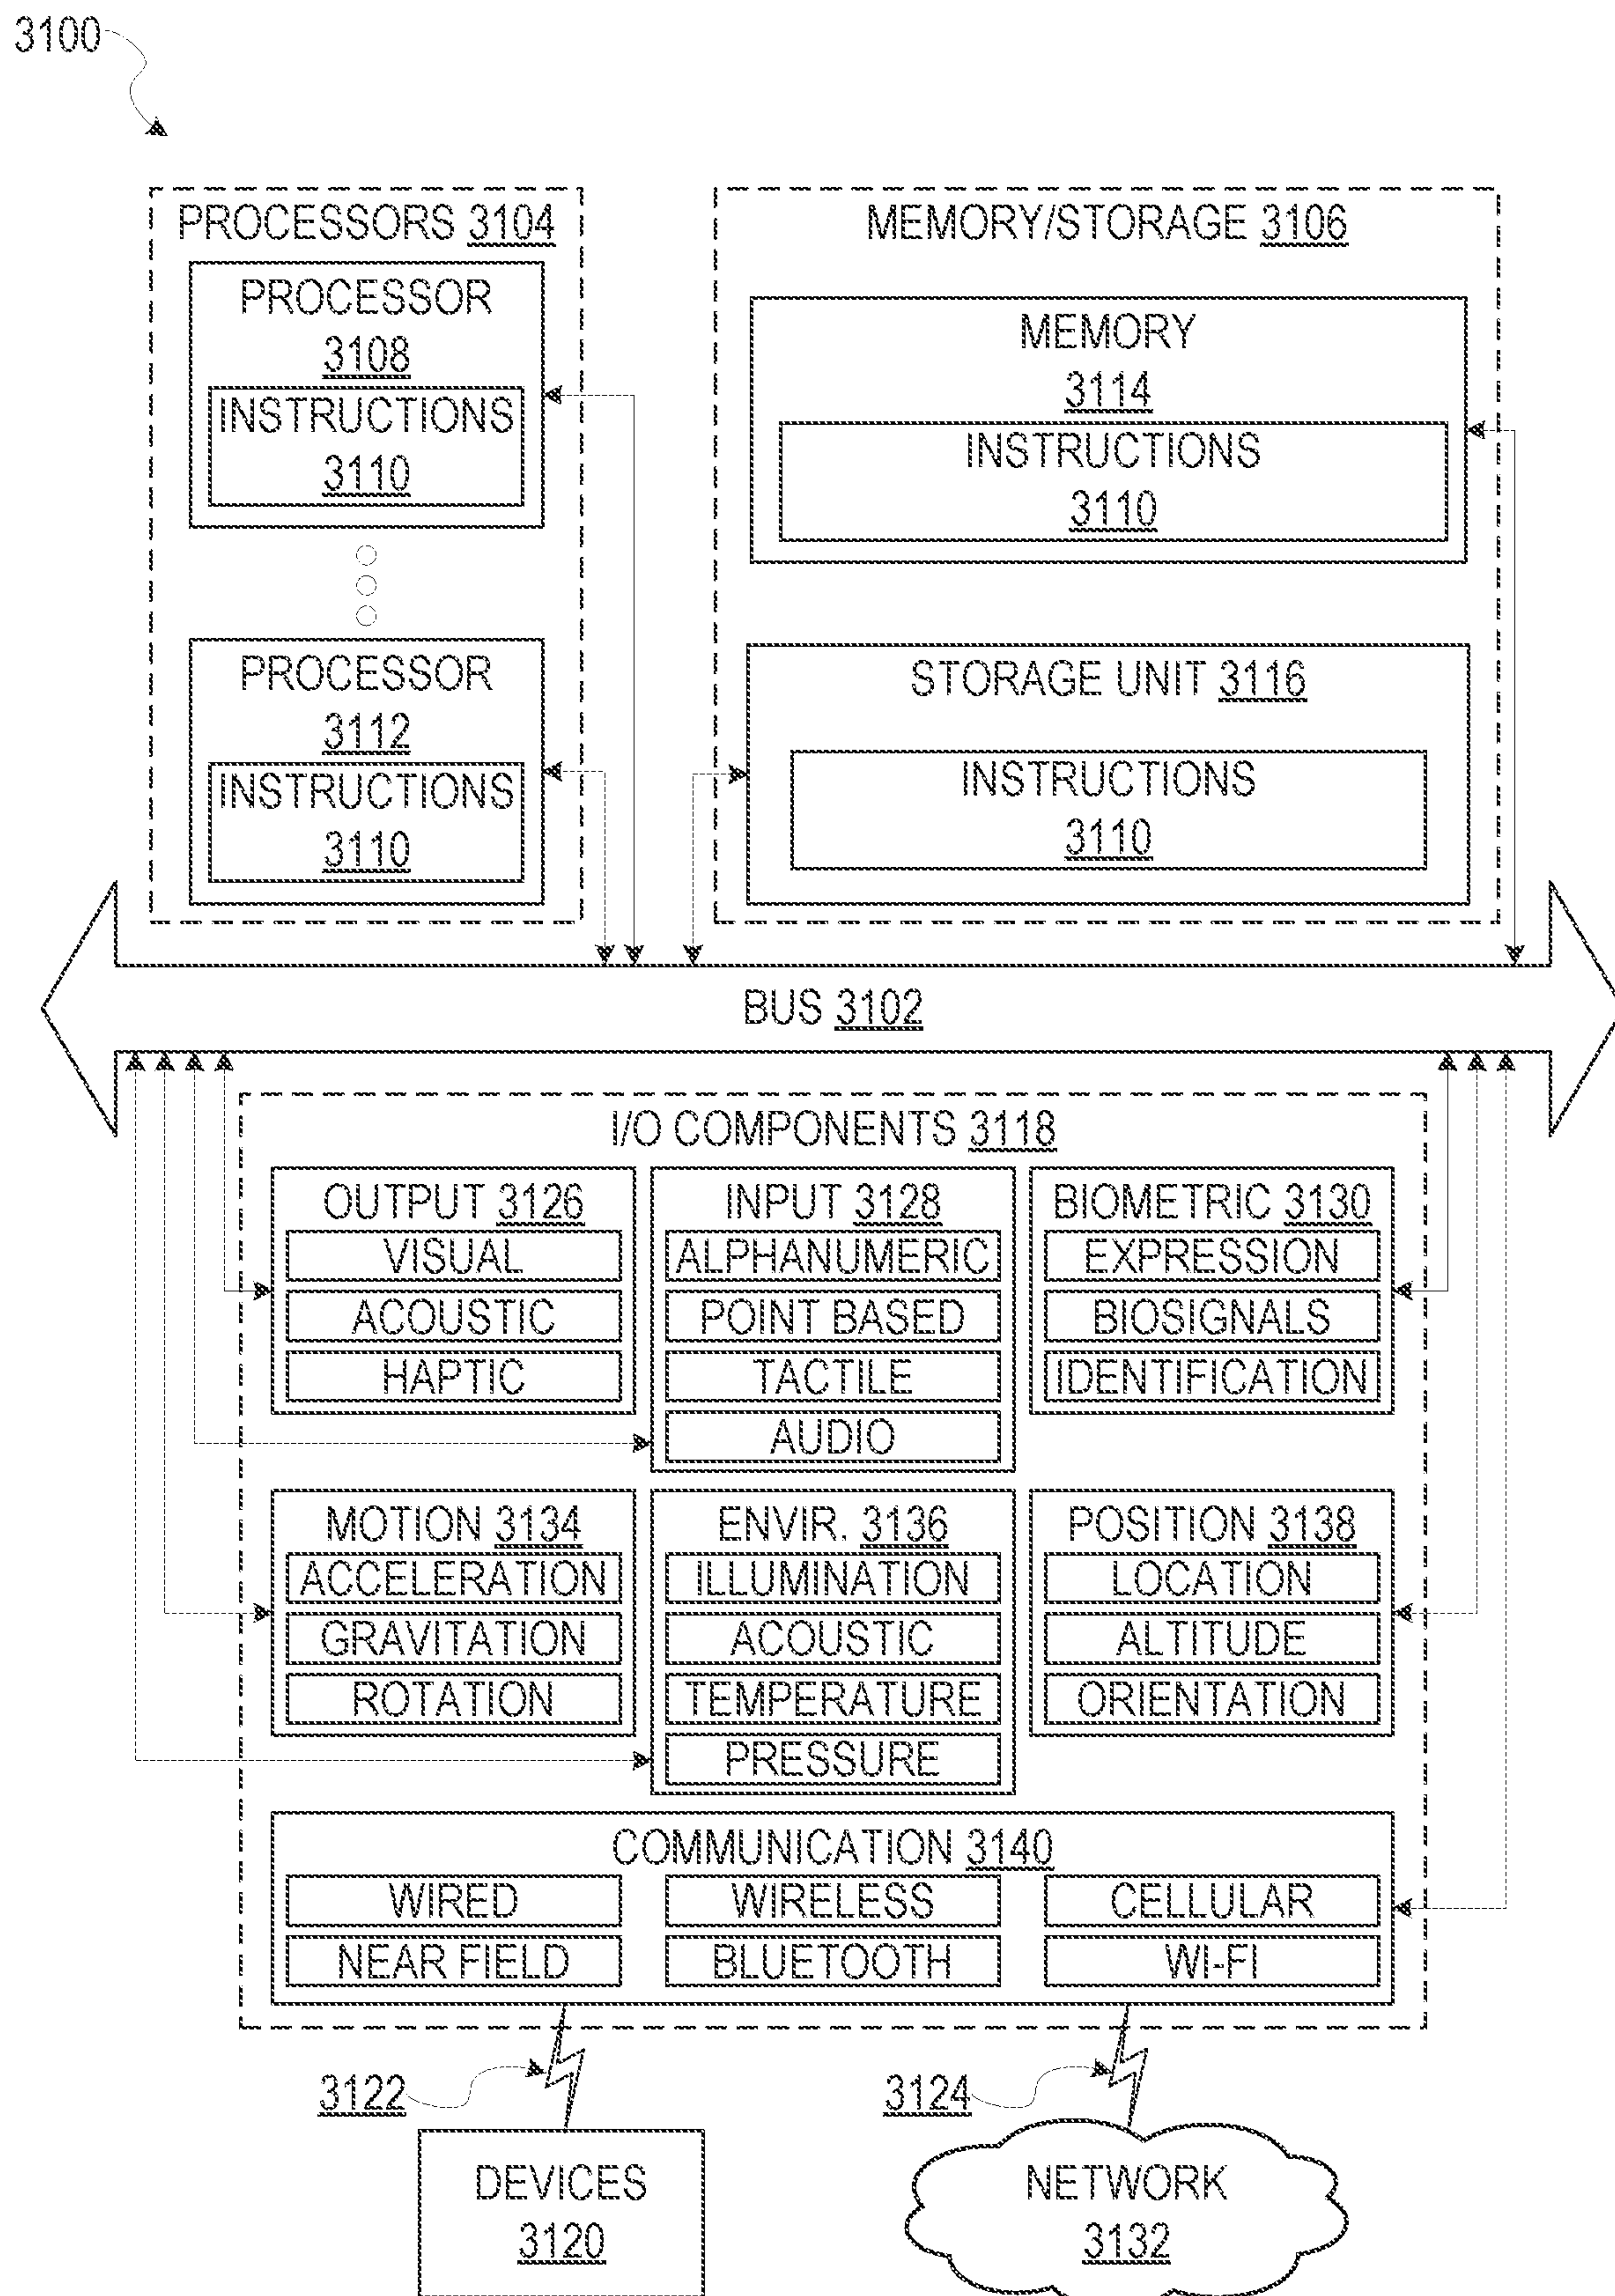 3100
PROCESSORS 3104
PROCESSOR
3108
INSTRUCTIONS
3110
PROCESSOR
3112
INSTRUCTIONS
3110
MEMORY/STORAGE 3106
MEMORY
3114
INSTRUCTIONS
3110
STORAGE UNIT 3116
INSTRUCTIONS
3110
BUS 3102
I/O COMPONENTS 3118
OUTPUT 3126
VISUAL
ACOUSTIC
HAPTIC
INPUT 3128
ALPHANUMERIC
POINT BASED
TACTILE
AUDIO
BIOMETRIC 3130
EXPRESSION
BIOSIGNALS
IDENTIFICATION
MOTION 3134
ACCELERATION
GRAVITATION
ROTATION
ENVIR. 3136
ILLUMINATION
ACOUSTIC
TEMPERATURE
PRESSURE
POSITION 3138
LOCATION
ALTITUDE
ORIENTATION
COMMUNICATION 3140
WIRED
WIRELESS
CELLULAR
NEAR FIELD
BLUETOOTH
WI-FI
3122
3124
DEVICES
3120
NETWORK
3132